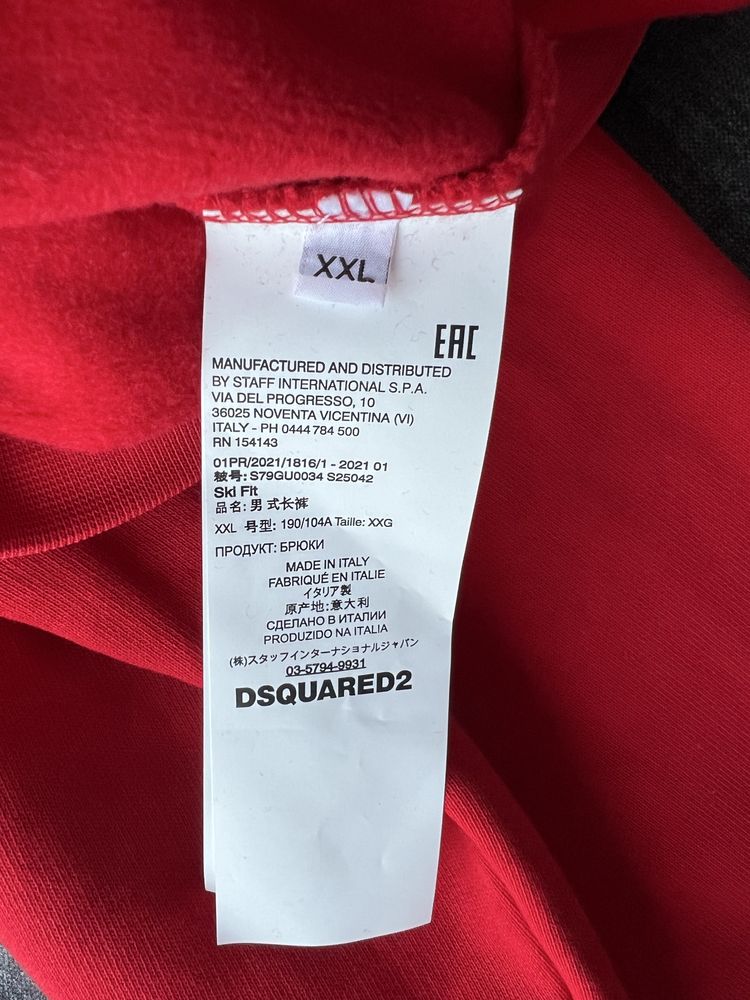 XXL
EAC
MANUFACTURED AND DISTRIBUTED
BY STAFF INTERNATIONAL S.P.A.
VIA DEL PROGRESSO, 10
36025 NOVENTA VICENTINA (VI)
ITALY - PH 0444 784 500
RN 154143
01PR/2021/1816/1 - 2021 01
款号: S79GU0034 S25042
Ski Fit
品名: 男式长裤
XXL 号型: 190/104A Taille: XXG
ПРОДУКТ: БРЮКИ
MADE IN ITALY
FABRIQUÉ EN ITALIE
イタリア製
原产地:意大利
СДЕЛАНО В ИТАЛИИ
PRODUZIDO NA ITALIA
(株)スタッフインターナショナルジャパン
03-5794-9931
DSQUARED2